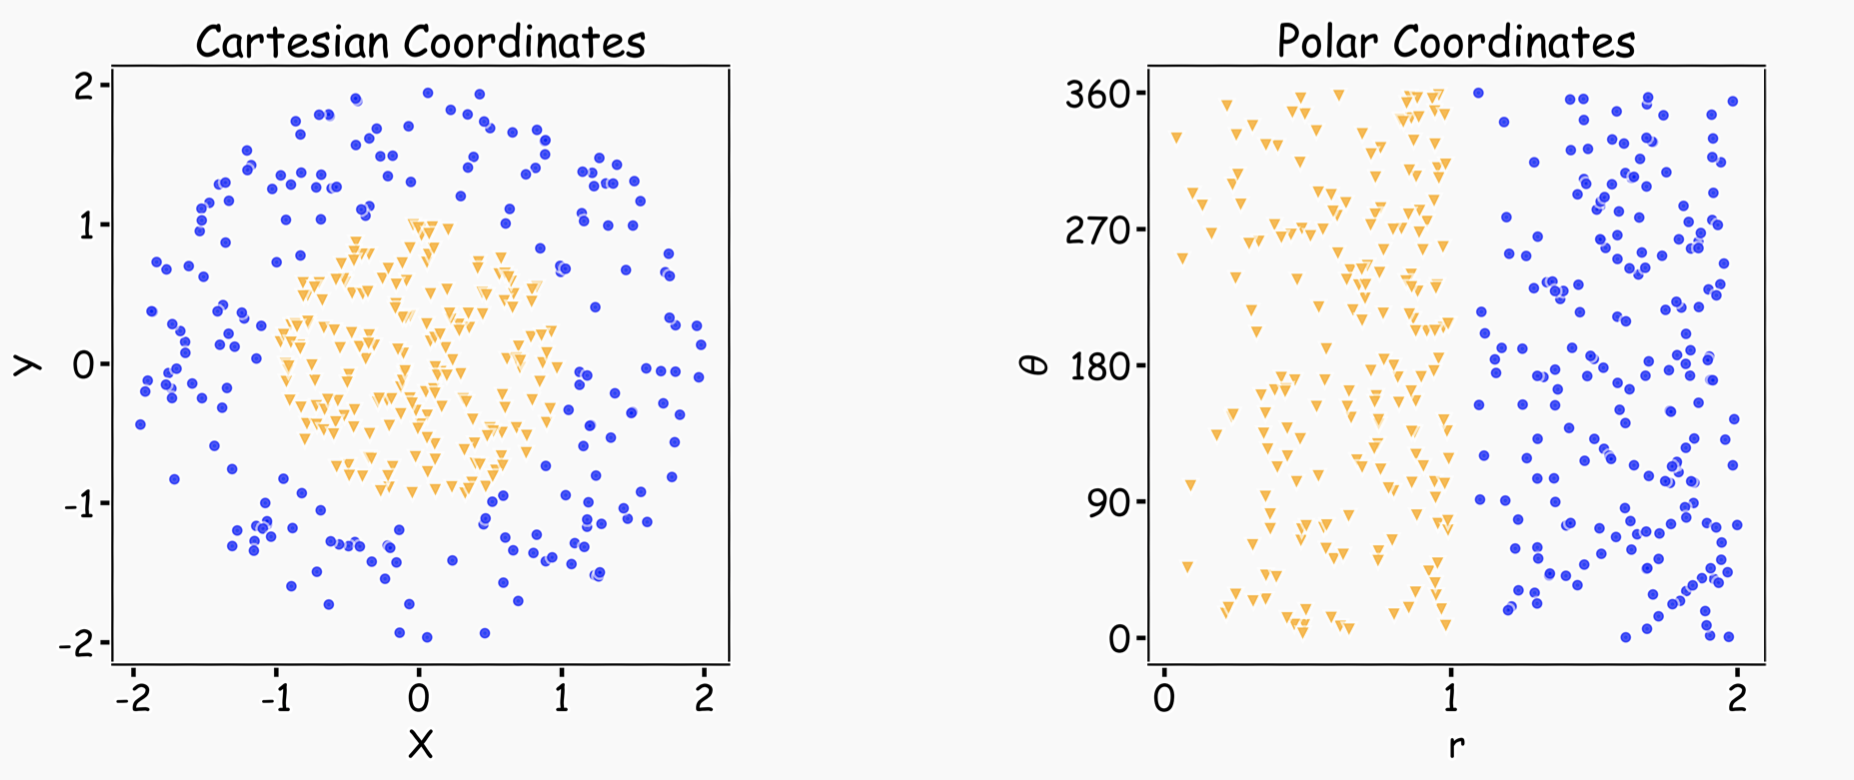 Cartesian Coordinates
2
1
0
-1
-2
y
-2 -1 0 1 2
X
Polar Coordinates
360
270
180
90
0
θ
0 1 2
r